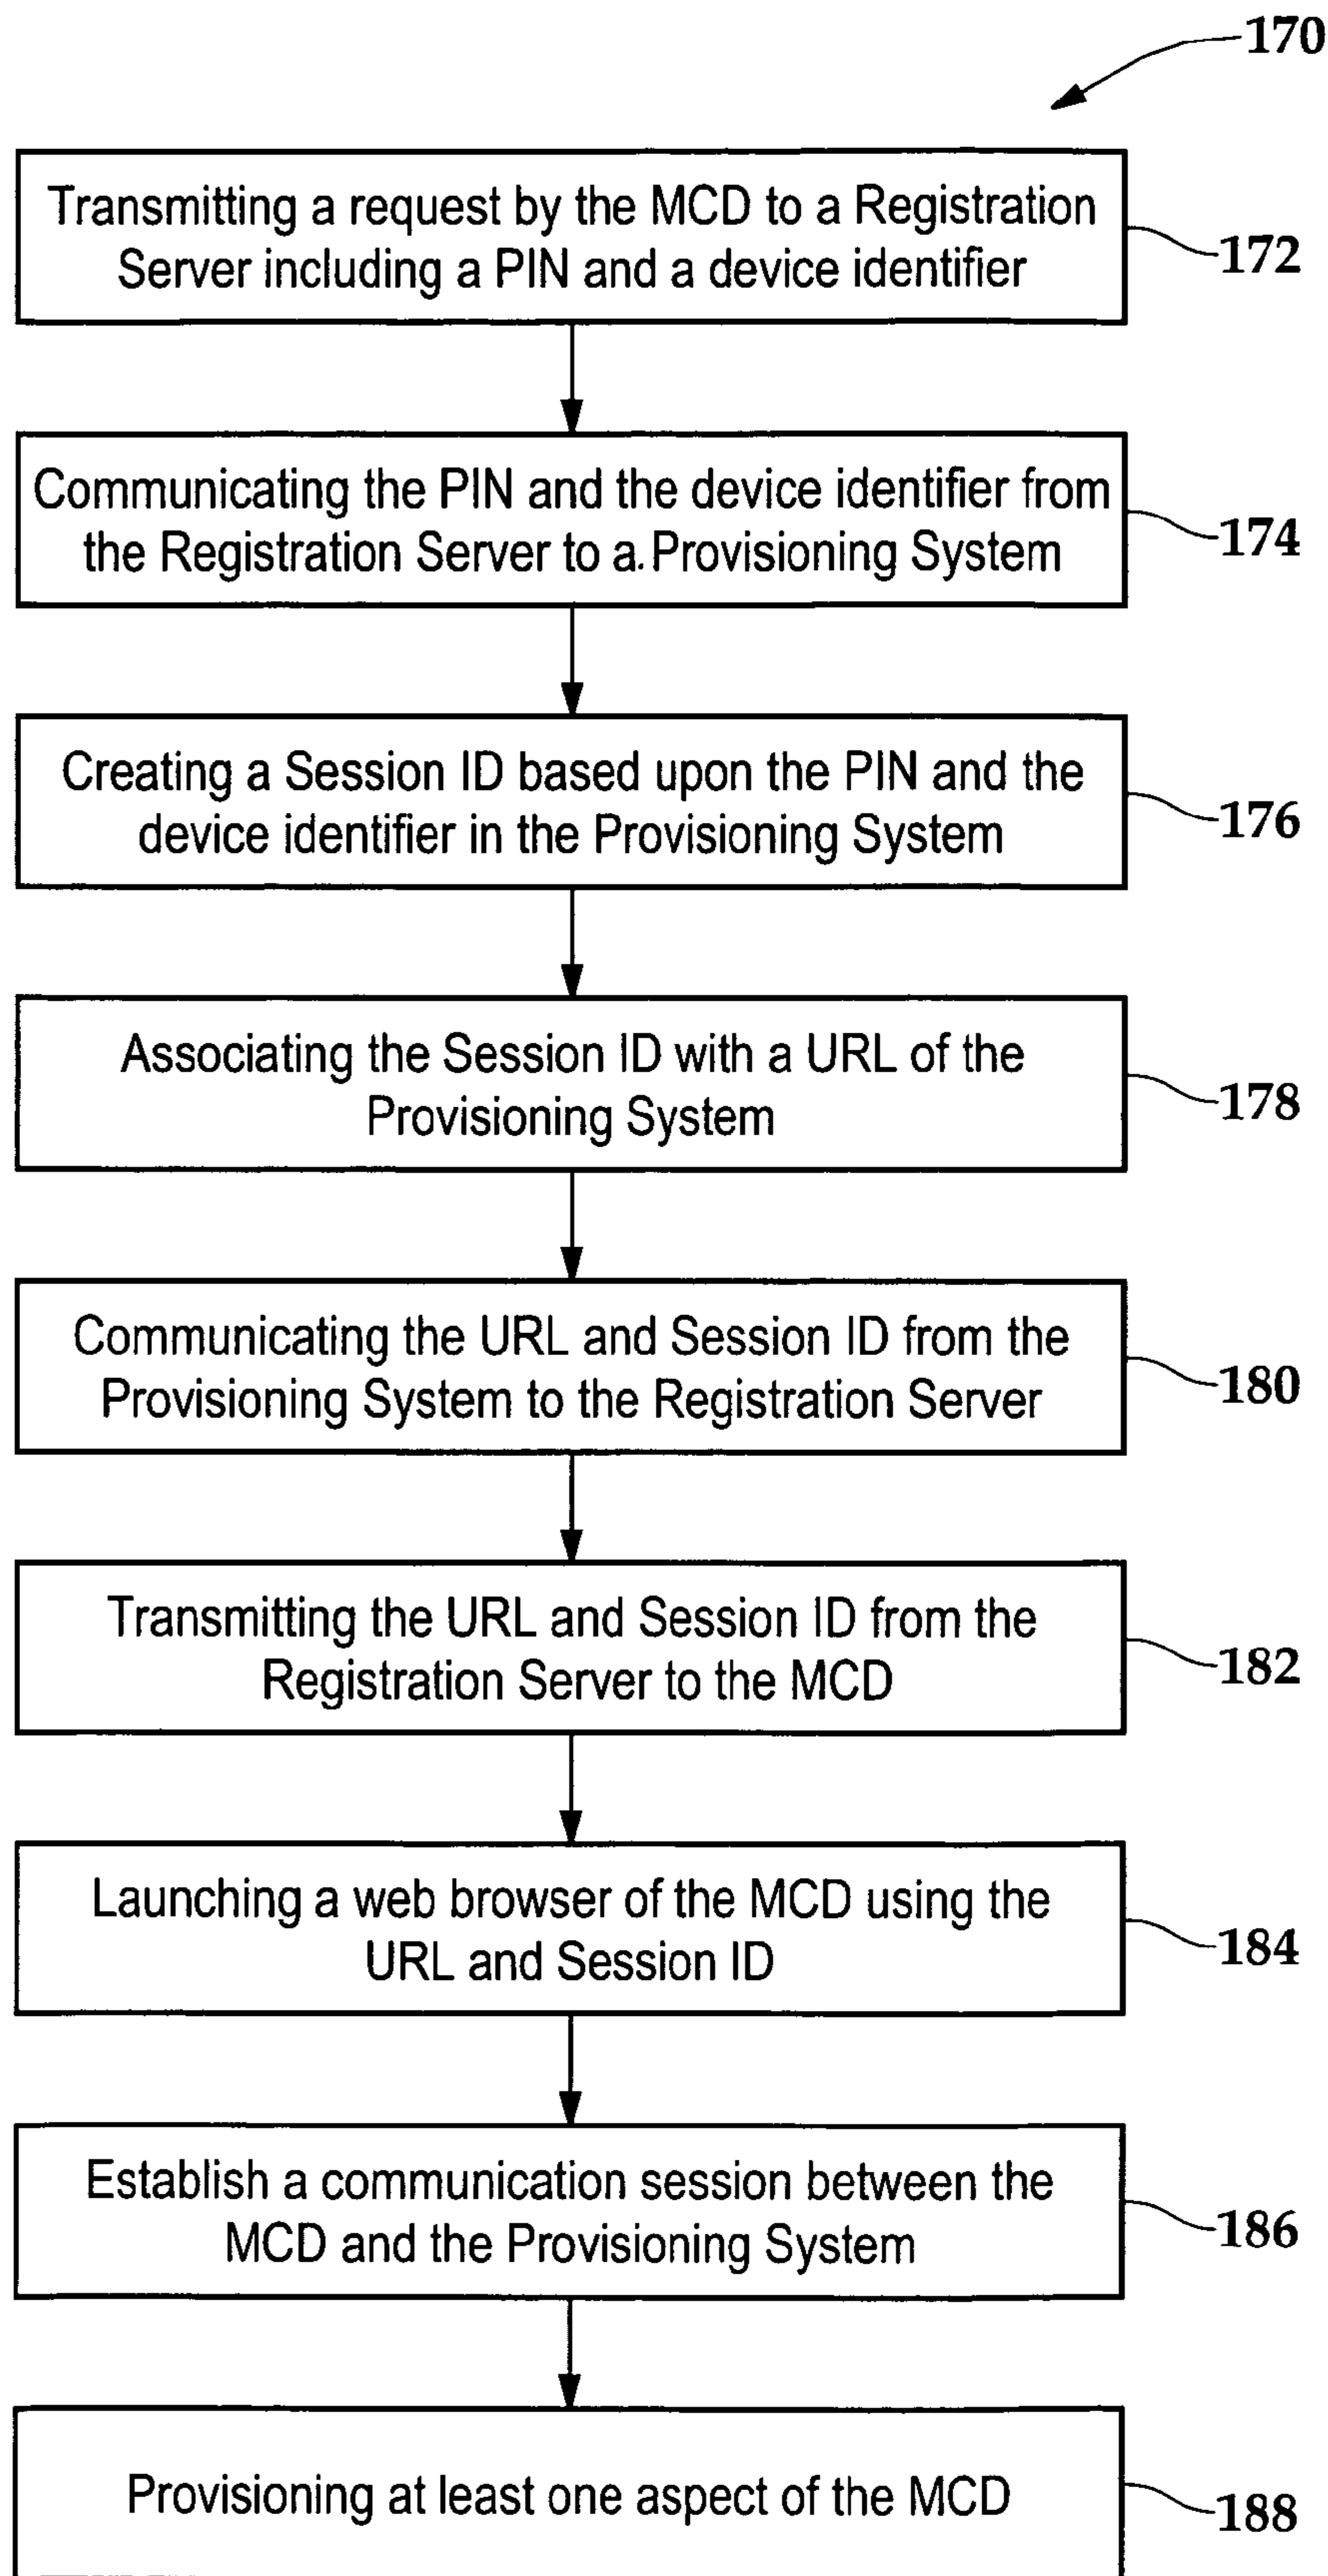 170
Transmitting a request by the MCD to a Registration
Server including a PIN and a device identifier
172
Communicating the PIN and the device identifier from
the Registration Server to a. Provisioning System
174
Creating a Session ID based upon the PIN and the
device identifier in the Provisioning System
176
Associating the Session ID with a URL of the
Provisioning System
178
Communicating the URL and Session ID from the
Provisioning System to the Registration Server
180
Transmitting the URL and Session ID from the
Registration Server to the MCD
182
Launching a web browser of the MCD using the
URL and Session ID
184
Establish a communication session between the
MCD and the Provisioning System
186
Provisioning at least one aspect of the MCD
188